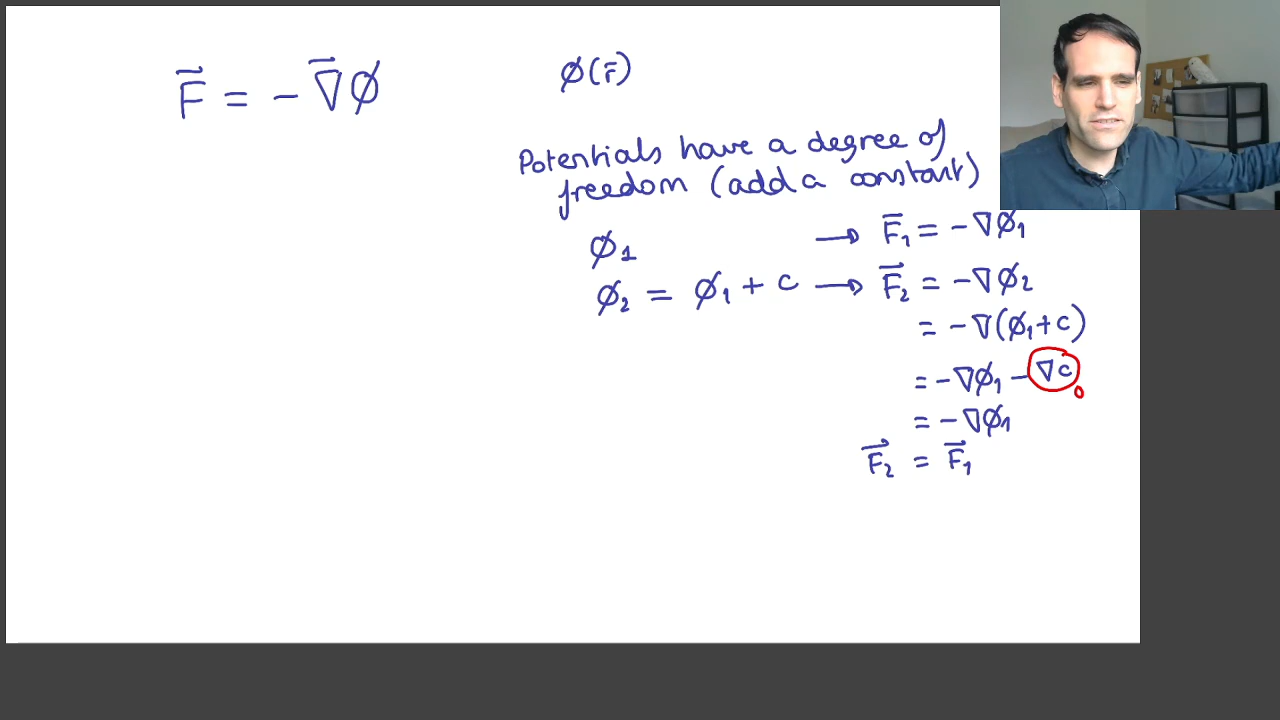 F⃗ = - ∇⃗Ø
Ø(r̄)
Potentials have a degree of
freedom (add a constant)
Ø₁ → F⃗₁ = -∇Ø₁
Ø₂ = Ø₁ + c → F⃗₂ = -∇Ø₂
= -∇(Ø₁+c)
= -∇Ø₁ - ∇c 0
= -∇Ø₁
F⃗₂ = F⃗₁